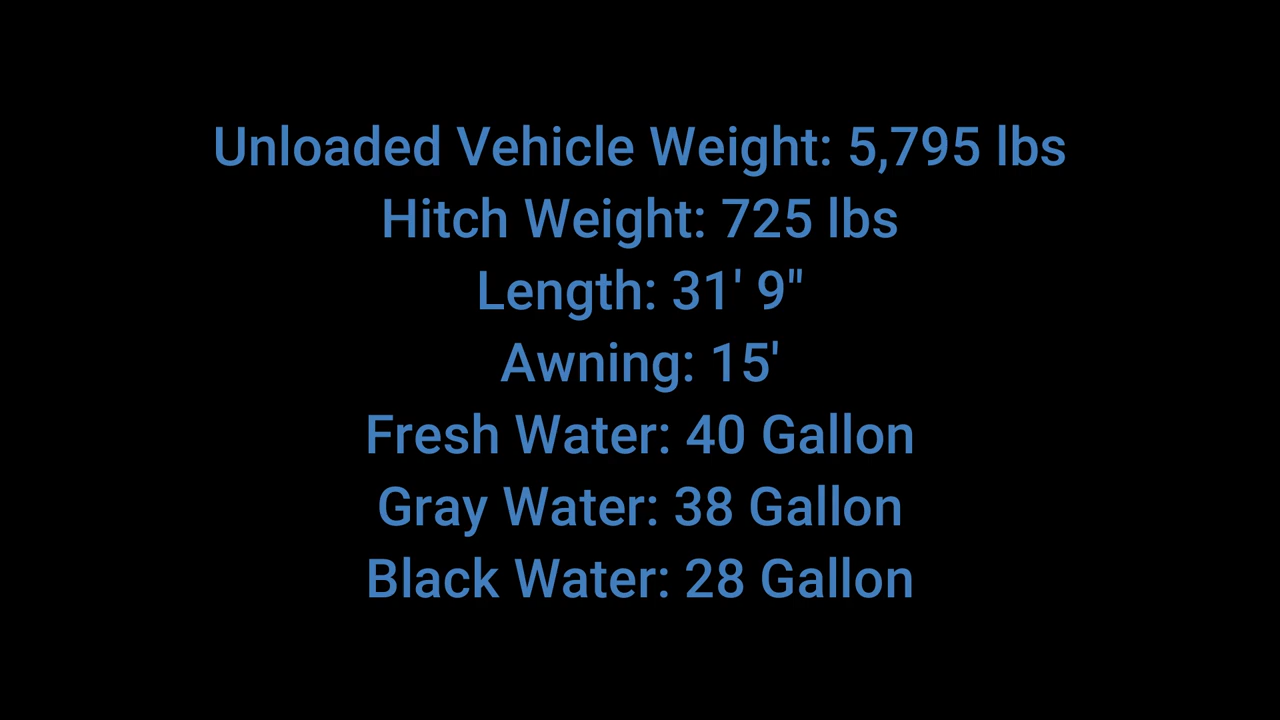 Unloaded Vehicle Weight: 5,795 lbs
Hitch Weight: 725 lbs
Length: 31' 9"
Awning: 15'
Fresh Water: 40 Gallon
Gray Water: 38 Gallon
Black Water: 28 Gallon